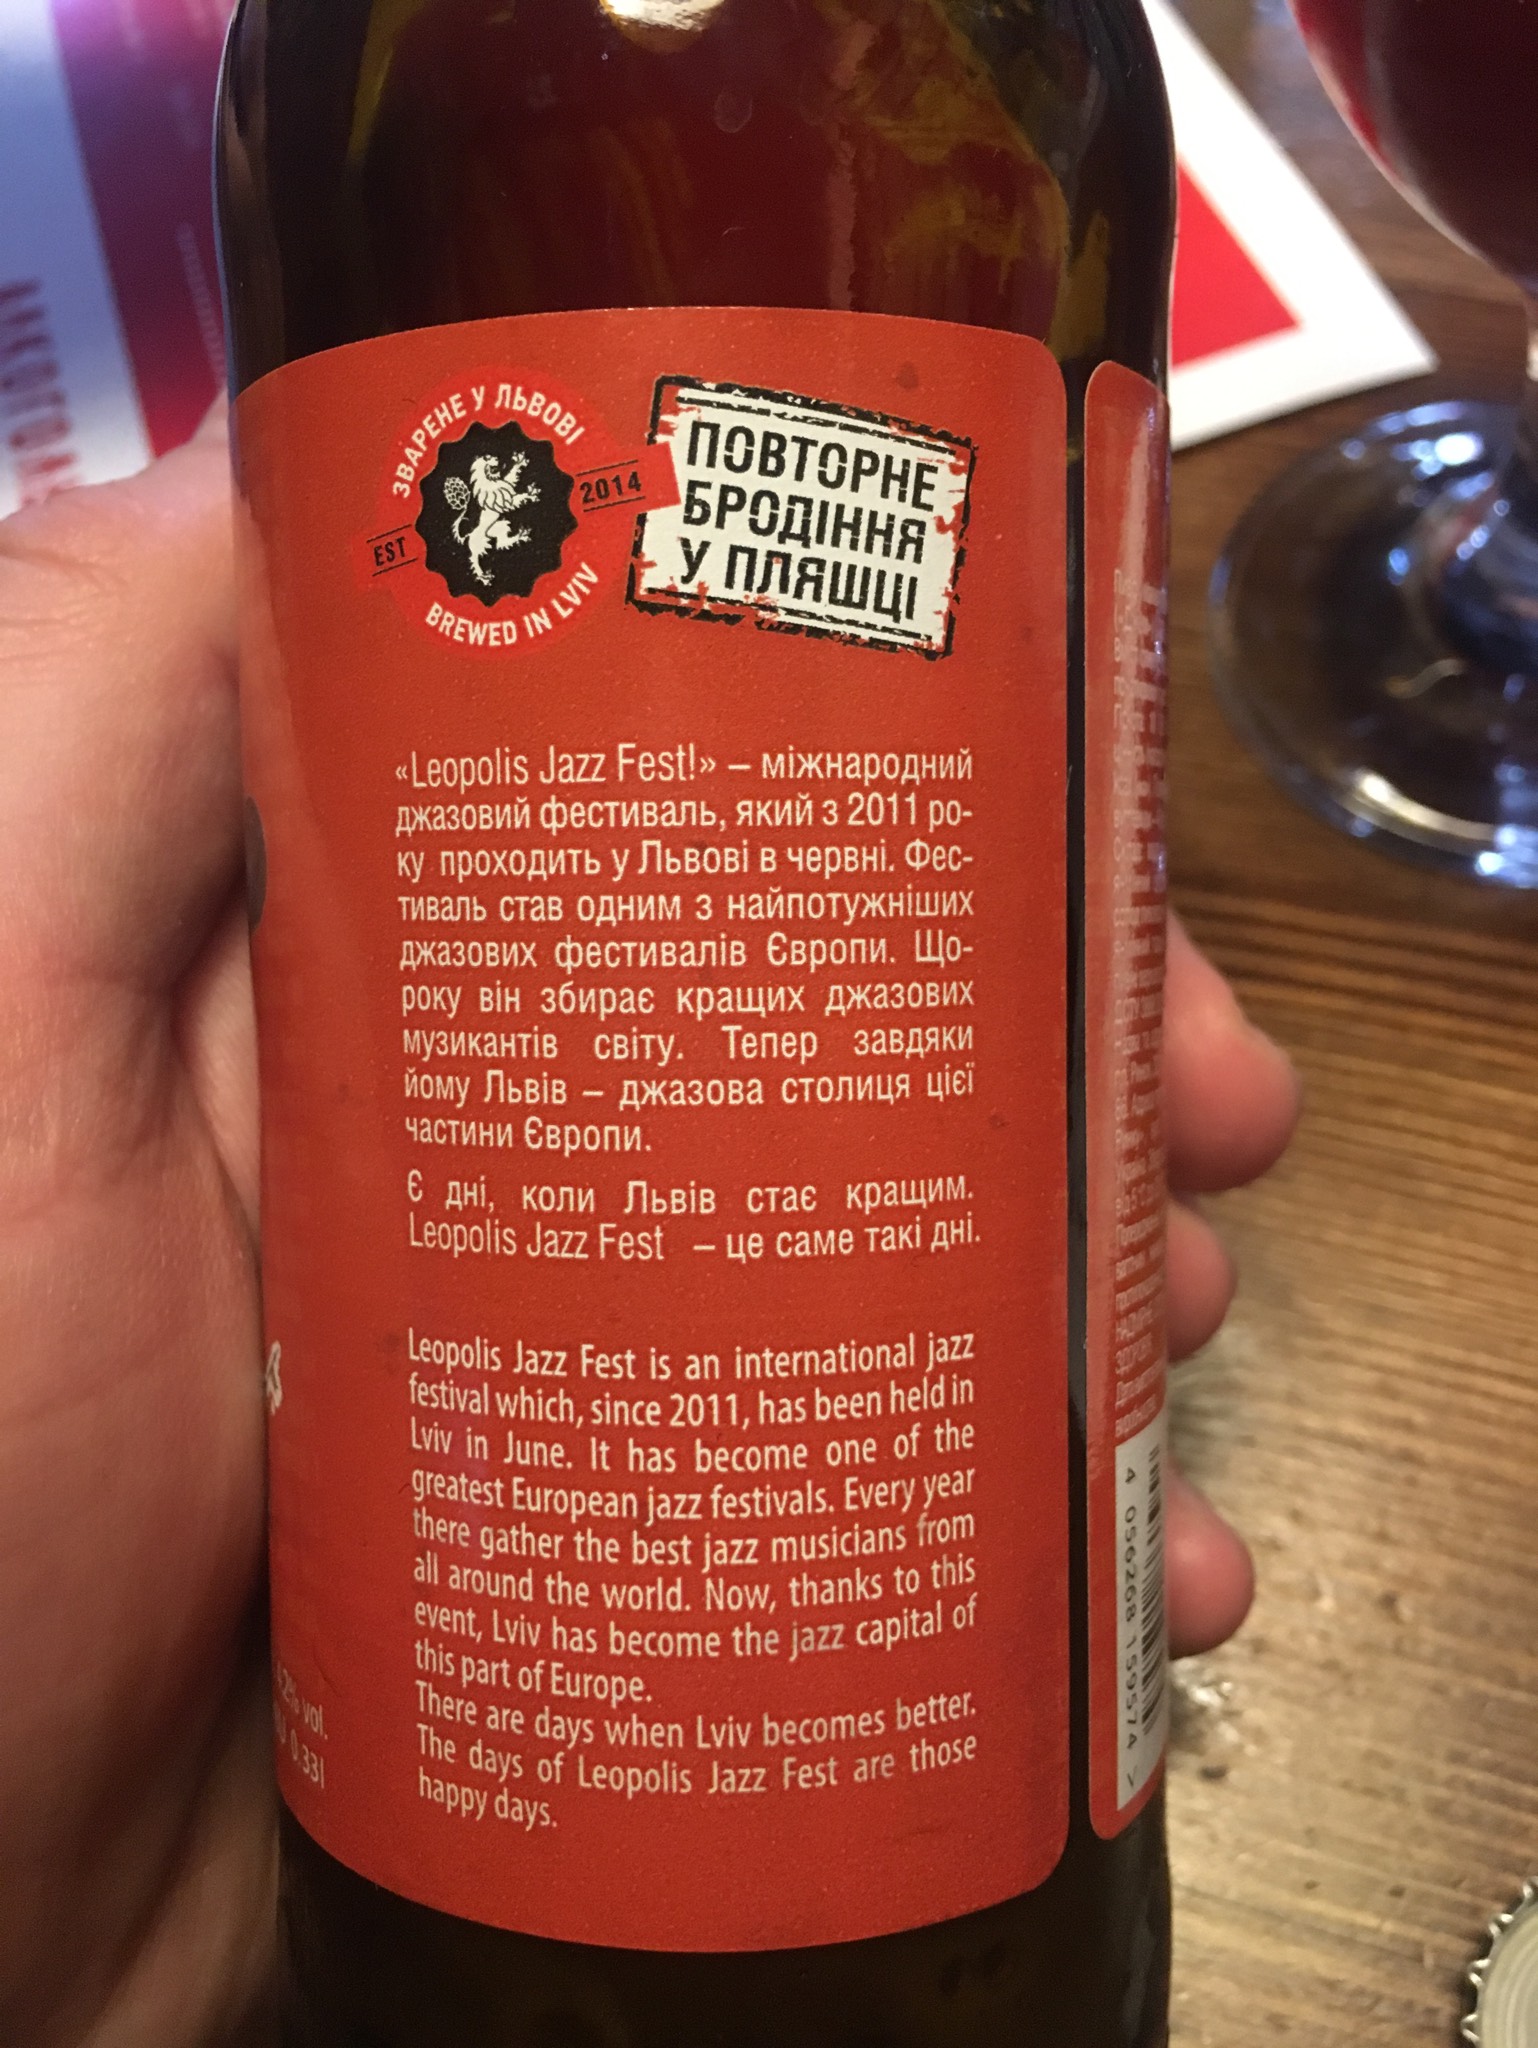 ЗВАРЕНЕ У ЛЬВОВІ
EST
2014
BREWED IN LVIV
ПОВТОРНЕ
БРОДІННЯ
У ПЛЯШЦІ
«Leopolis Jazz Fest!» – міжнародний
джазовий фестиваль, який з 2011 ро-
ку проходить у Львові в червні. Фес-
тиваль став одним з найпотужніших
джазових фестивалів Європи. Що-
року він збирає кращих джазових
музикантів світу. Тепер завдяки
йому Львів – джазова столиця цієї
частини Європи.
Є дні, коли Львів стає кращим.
Leopolis Jazz Fest – це саме такі дні.
Leopolis Jazz Fest is an international jazz
festival which, since 2011, has been held in
Lviv in June. It has become one of the
greatest European jazz festivals. Every year
there gather the best jazz musicians from
all around the world. Now, thanks to this
event, Lviv has become the jazz capital of
this part of Europe.
There are days when Lviv becomes better.
The days of Leopolis Jazz Fest are those
happy days.
vol.
0.33l
4 056268 159574 >